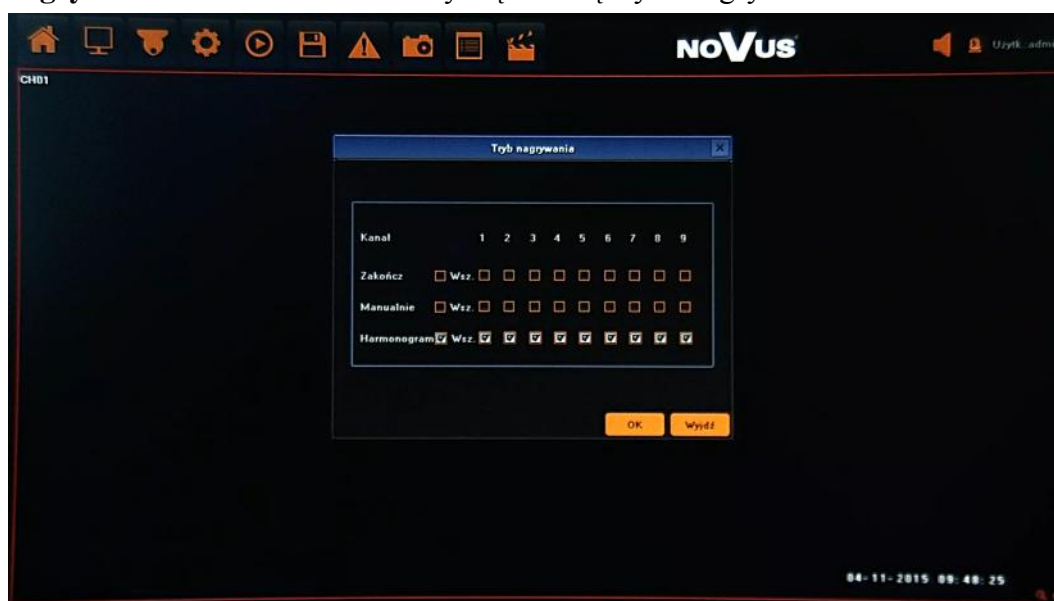 NOVUS
Użytk.:adm
CH01
Tryb nagrywania
Kanał 1 2 3 4 5 6 7 8 9
Zakończ Wsz.
Manualnie Wsz.
Harmonogram Wsz.
OK Wyjdź
04-11-2015 09:48:25